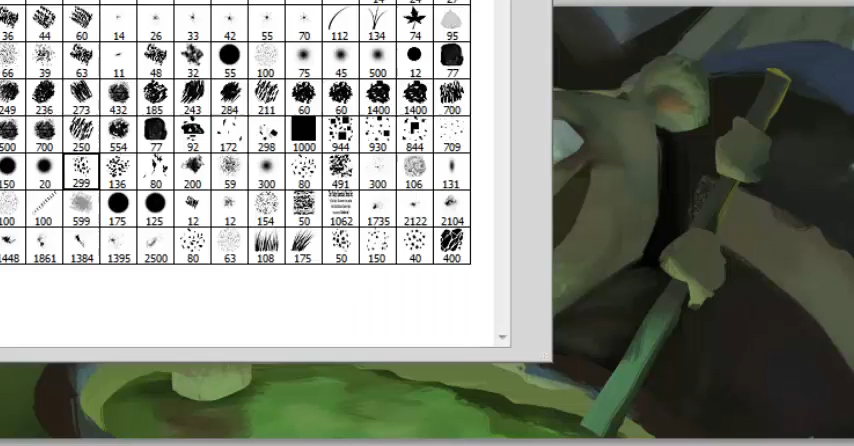 36 44 60 14 26 33 42 55 70 112 134 74 95
66 39 63 11 48 32 55 100 75 45 500 12 77
249 236 273 432 185 243 284 211 60 60 1400 1400 700
500 700 250 554 77 92 172 298 1000 944 930 844 709
150 20 299 136 80 200 59 300 80 491 300 106 131
100 100 599 175 125 12 12 154 50 1062 1735 2122 2104
1448 1861 1384 1395 2500 80 63 108 175 50 150 40 400